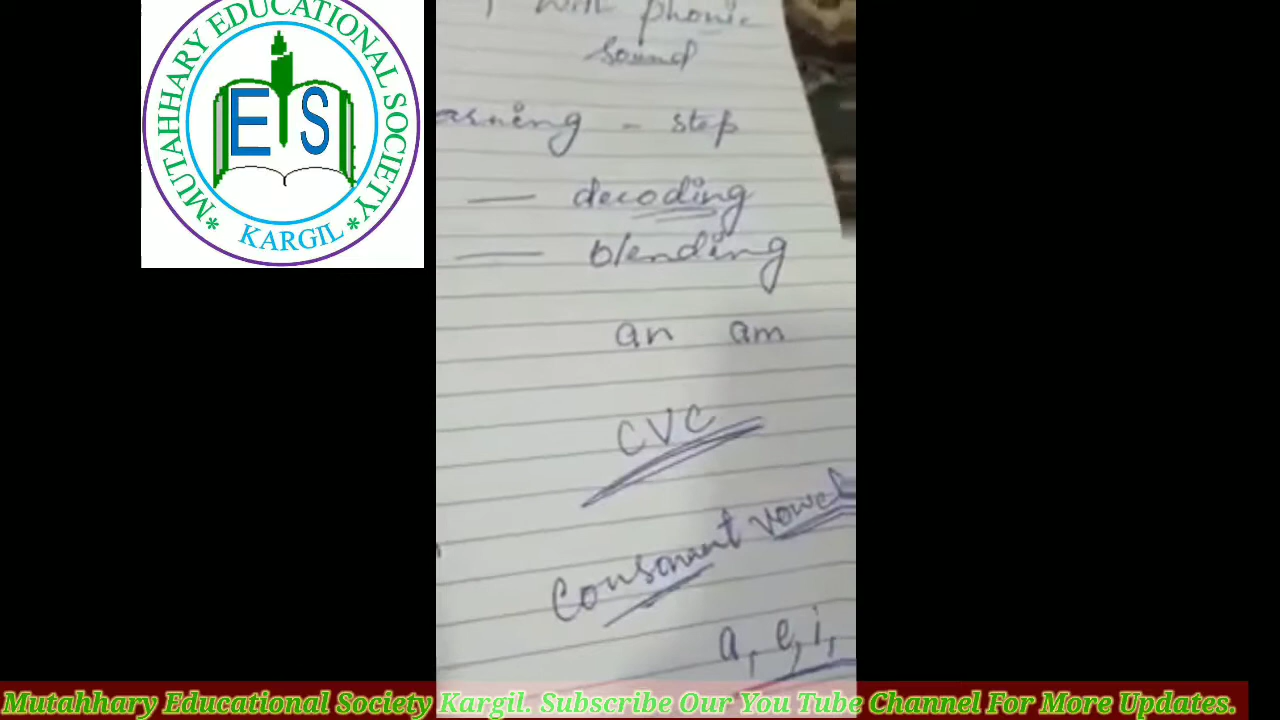 MUTAHHARY EDUCATIONAL SOCIETY
E S
* KARGIL *
with phonic
sound
arning - step
— decoding
— blending
an am
CVC
Consonant vowel
a, e, i,
Mutahhary Educational Society Kargil. Subscribe Our You Tube Channel For More Updates.